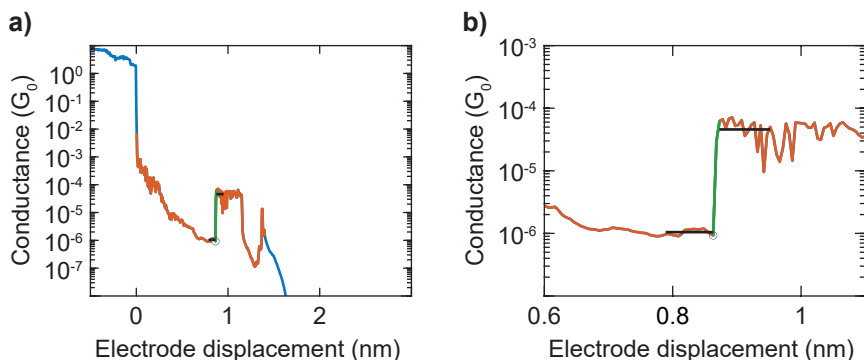 a)
Conductance (G₀)
10⁰
10⁻¹
10⁻²
10⁻³
10⁻⁴
10⁻⁵
10⁻⁶
10⁻⁷
0 1 2
Electrode displacement (nm)
b)
Conductance (G₀)
10⁻³
10⁻⁴
10⁻⁵
10⁻⁶
0.6 0.8 1
Electrode displacement (nm)